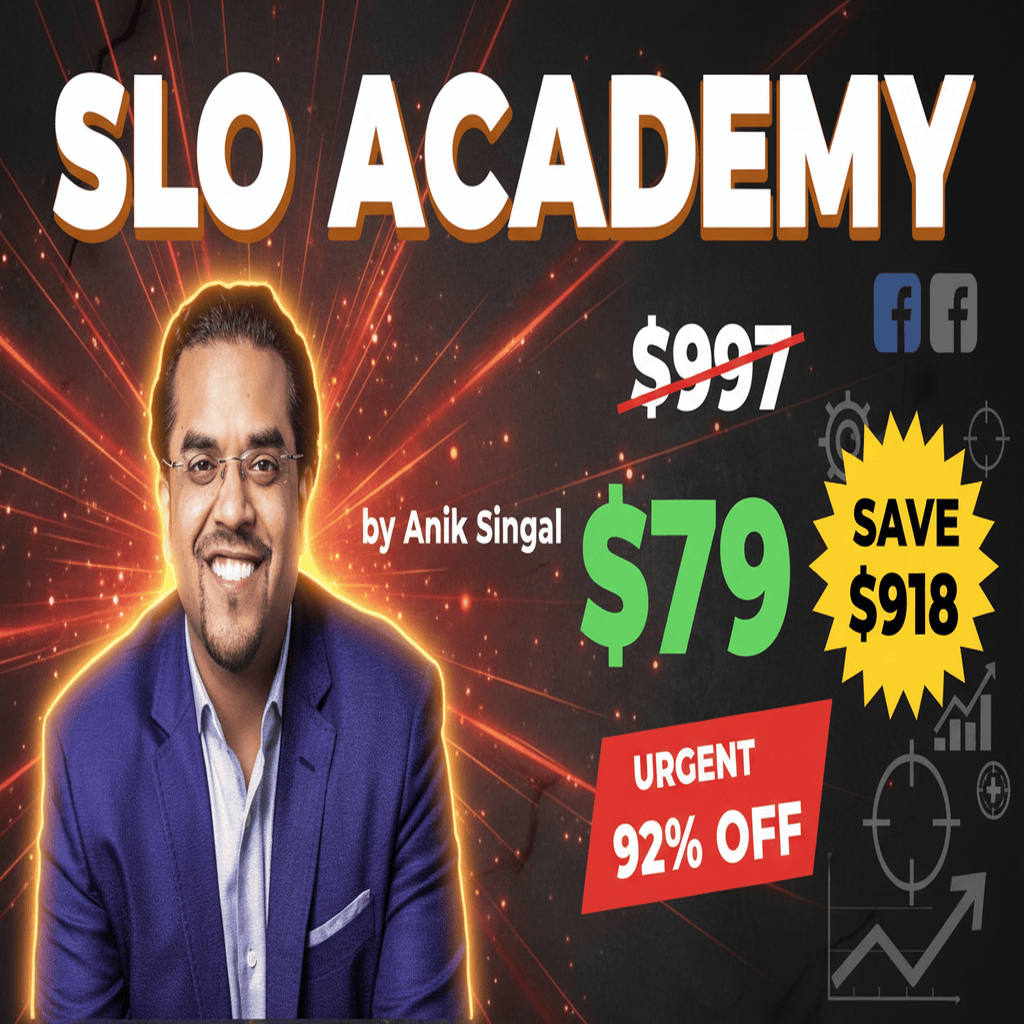 SLO ACADEMY
$997
by Anik Singal
$79
SAVE
$918
URGENT
92% OFF